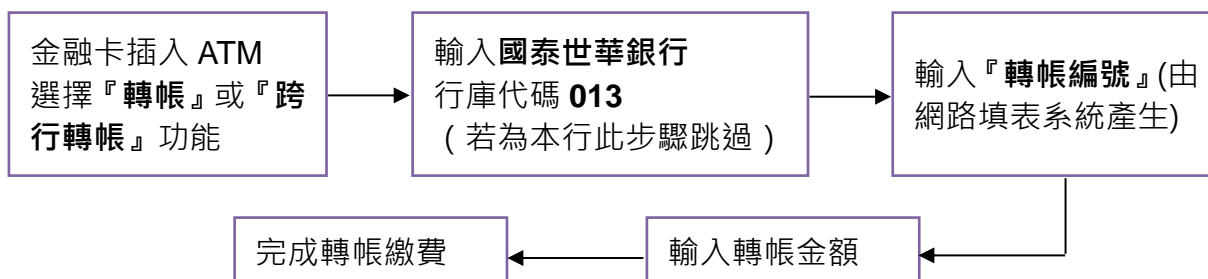 金融卡插入 ATM
選擇『轉帳』或『跨
行轉帳』功能
輸入國泰世華銀行
行庫代碼 013
（若為本行此步驟跳過）
輸入『轉帳編號』(由
網路填表系統產生)
輸入轉帳金額
完成轉帳繳費